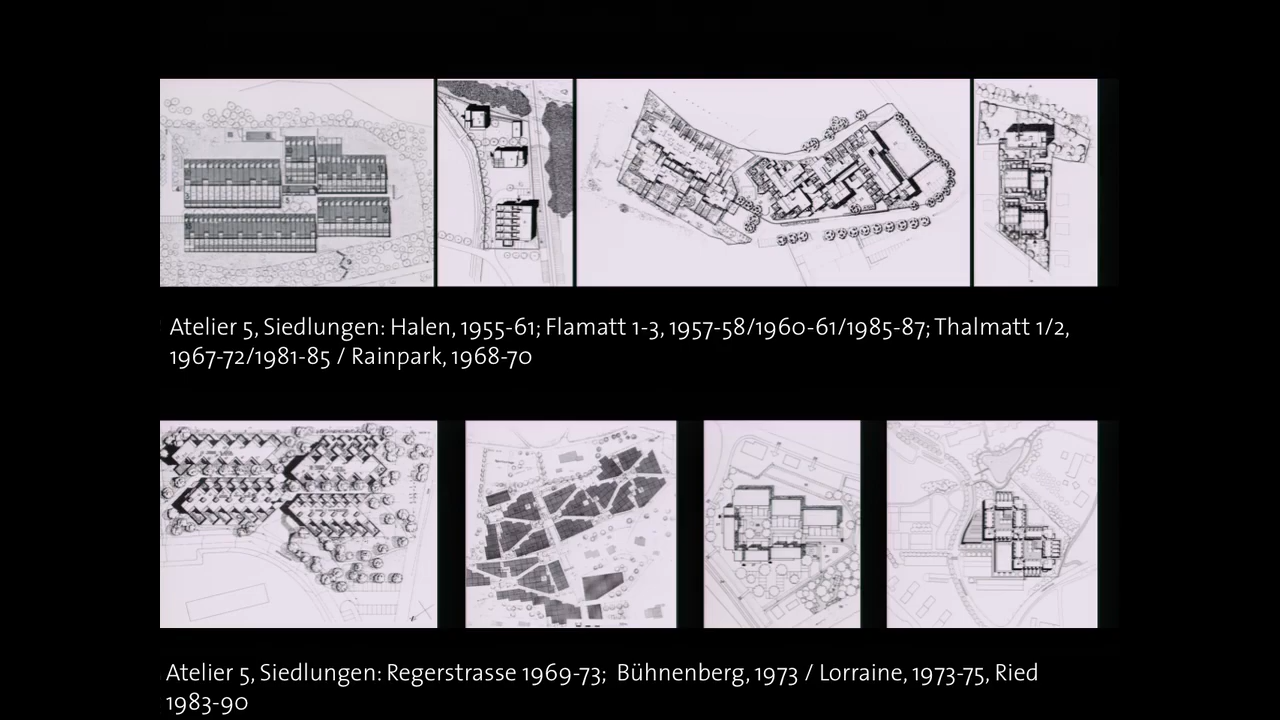 Atelier 5, Siedlungen: Halen, 1955-61; Flamatt 1-3, 1957-58/1960-61/1985-87; Thalmatt 1/2,
1967-72/1981-85 / Rainpark, 1968-70
Atelier 5, Siedlungen: Regerstrasse 1969-73;  Bühnenberg, 1973 / Lorraine, 1973-75, Ried
1983-90